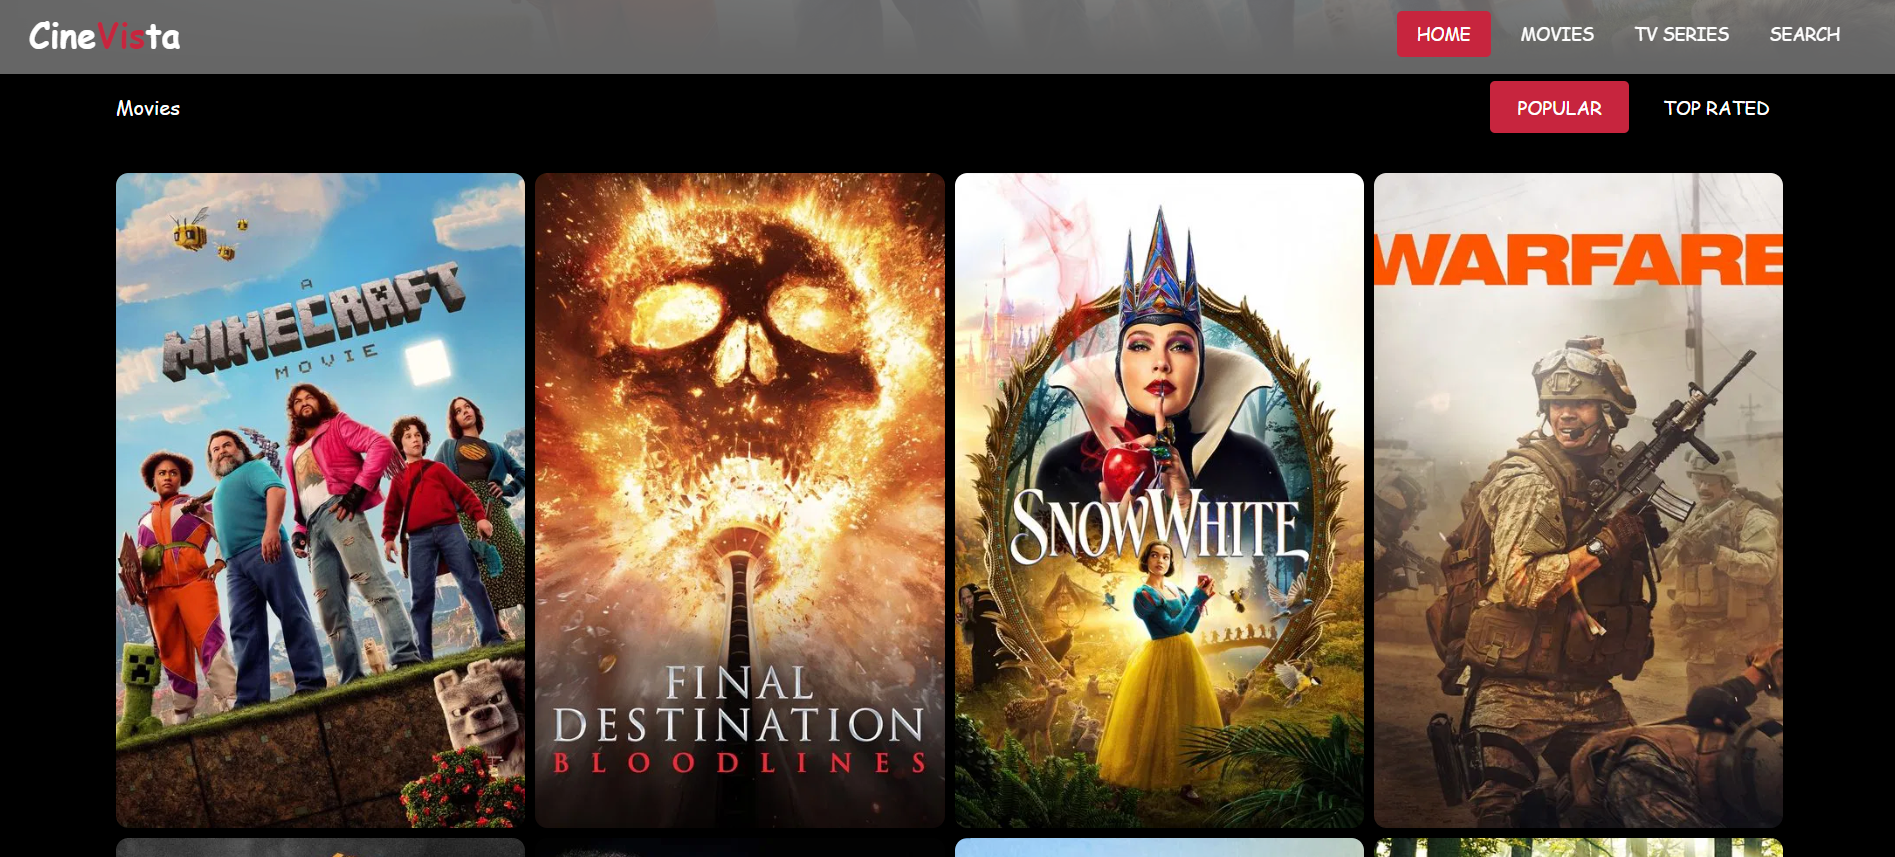 CineVista
HOME
MOVIES
TV SERIES
SEARCH
Movies
POPULAR
TOP RATED
A
MINECRAFT
MOVIE
FINAL
DESTINATION
BLOODLINES
SNOW WHITE
WARFARE